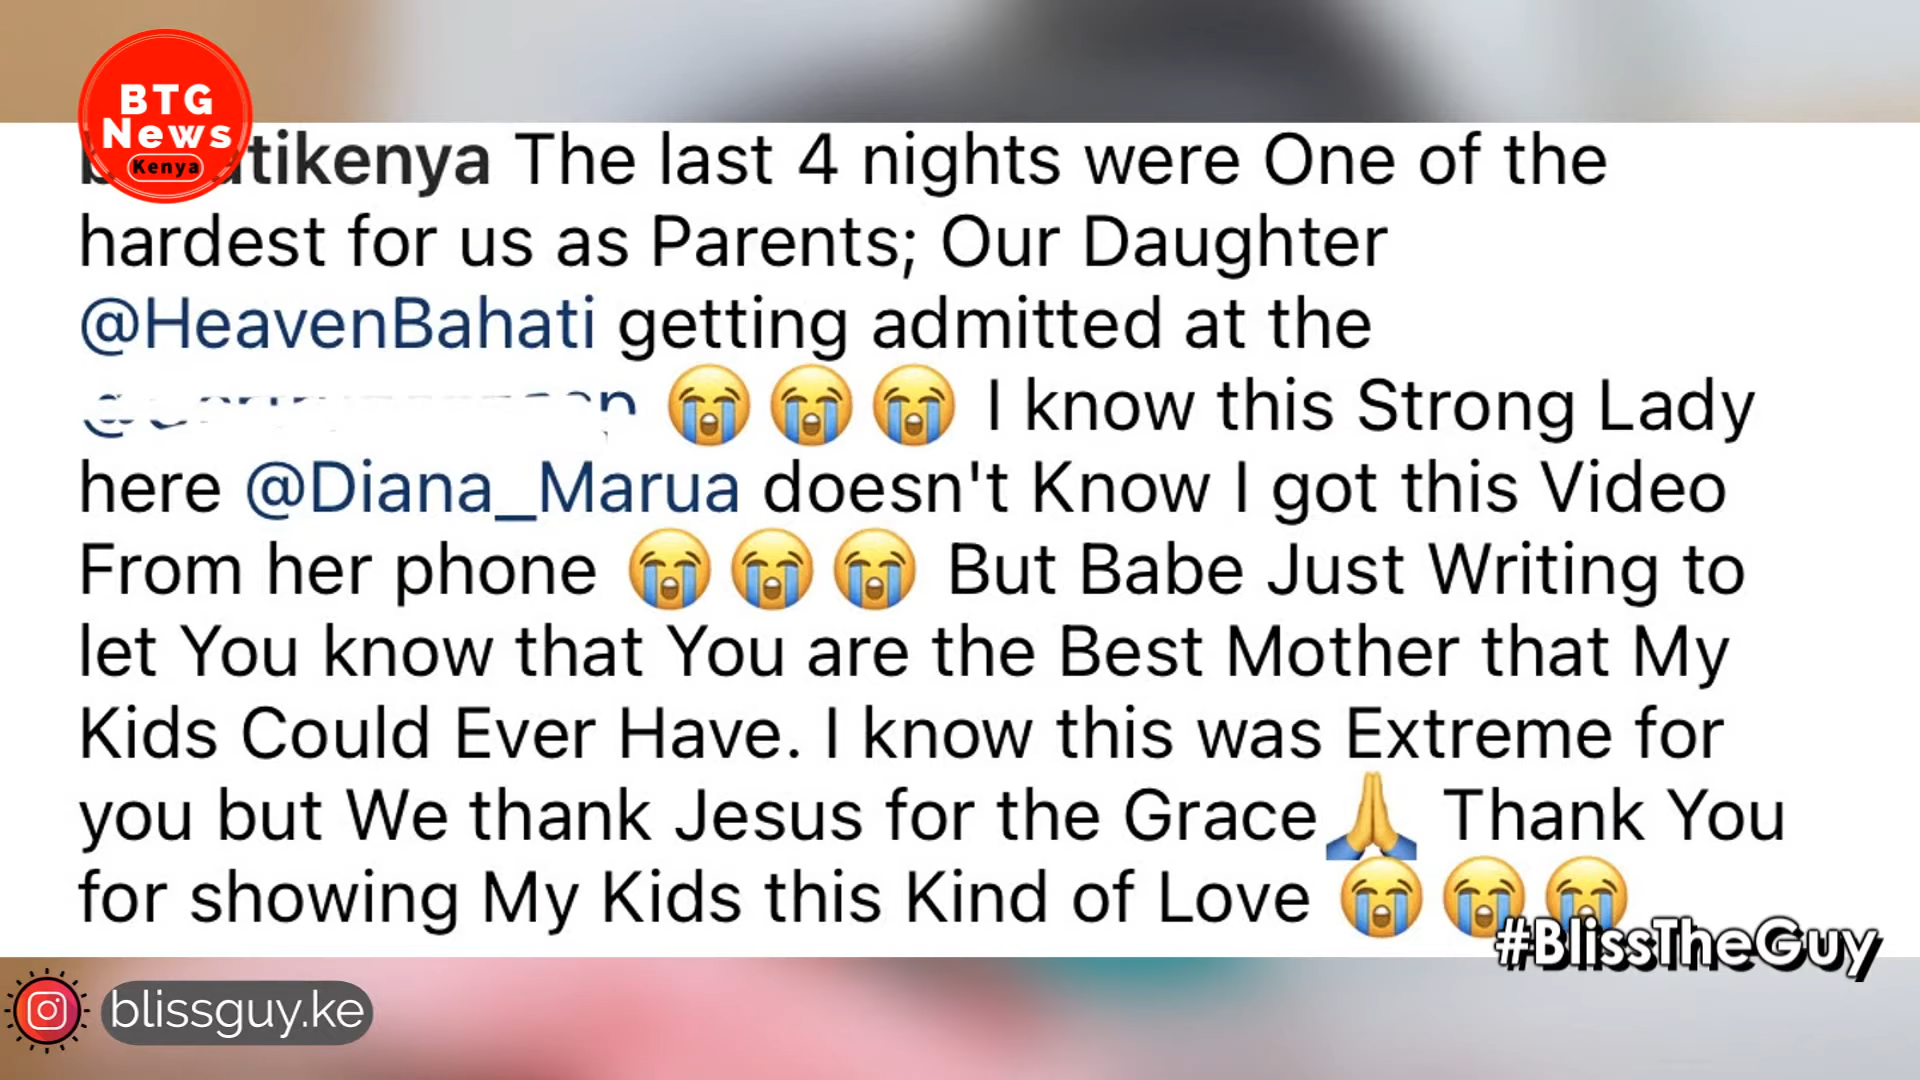 BTG
News
Kenya
tikenya The last 4 nights were One of the
hardest for us as Parents; Our Daughter
@HeavenBahati getting admitted at the
😭😭😭 I know this Strong Lady
here @Diana_Marua doesn't Know I got this Video
From her phone 😭😭😭 But Babe Just Writing to
let You know that You are the Best Mother that My
Kids Could Ever Have. I know this was Extreme for
you but We thank Jesus for the Grace🙏 Thank You
for showing My Kids this Kind of Love 😭😭😭
#BlissTheGuy
blissguy.ke